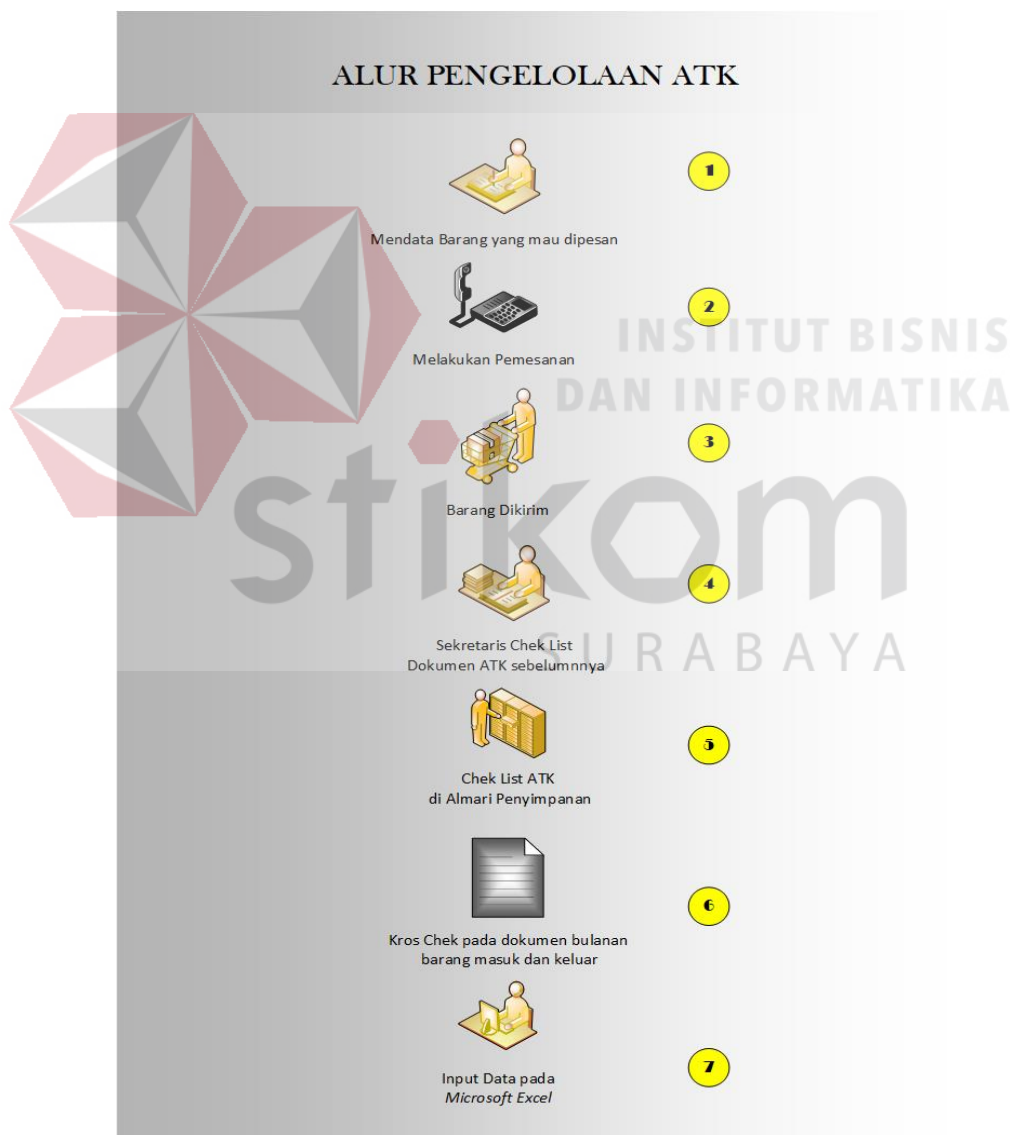 ALUR PENGELOLAAN ATK
1
Mendata Barang yang mau dipesan
2
Melakukan Pemesanan
INSTITUT BISNIS
DAN INFORMATIKA
3
Barang Dikirim
stikom
4
Sekretaris Chek List
Dokumen ATK sebelumnnya
SURABAYA
5
Chek List ATK
di Almari Penyimpanan
6
Kros Chek pada dokumen bulanan
barang masuk dan keluar
7
Input Data pada
Microsoft Excel